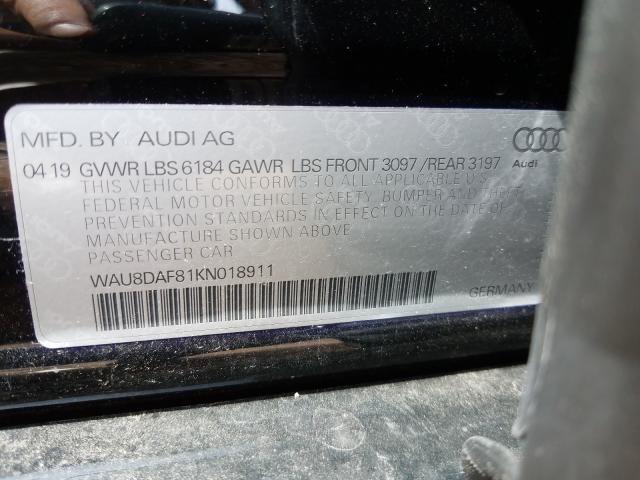 MFD. BY AUDI AG
04 19 GVWR LBS 6184 GAWR LBS FRONT 3097 / REAR 3197
Audi
THIS VEHICLE CONFORMS TO ALL APPLICABLE U.S.
FEDERAL MOTOR VEHICLE SAFETY, BUMPER AND THEFT
PREVENTION STANDARDS IN EFFECT ON THE DATE OF
MANUFACTURE SHOWN ABOVE
PASSENGER CAR
WAU8DAF81KN018911
GERMANY